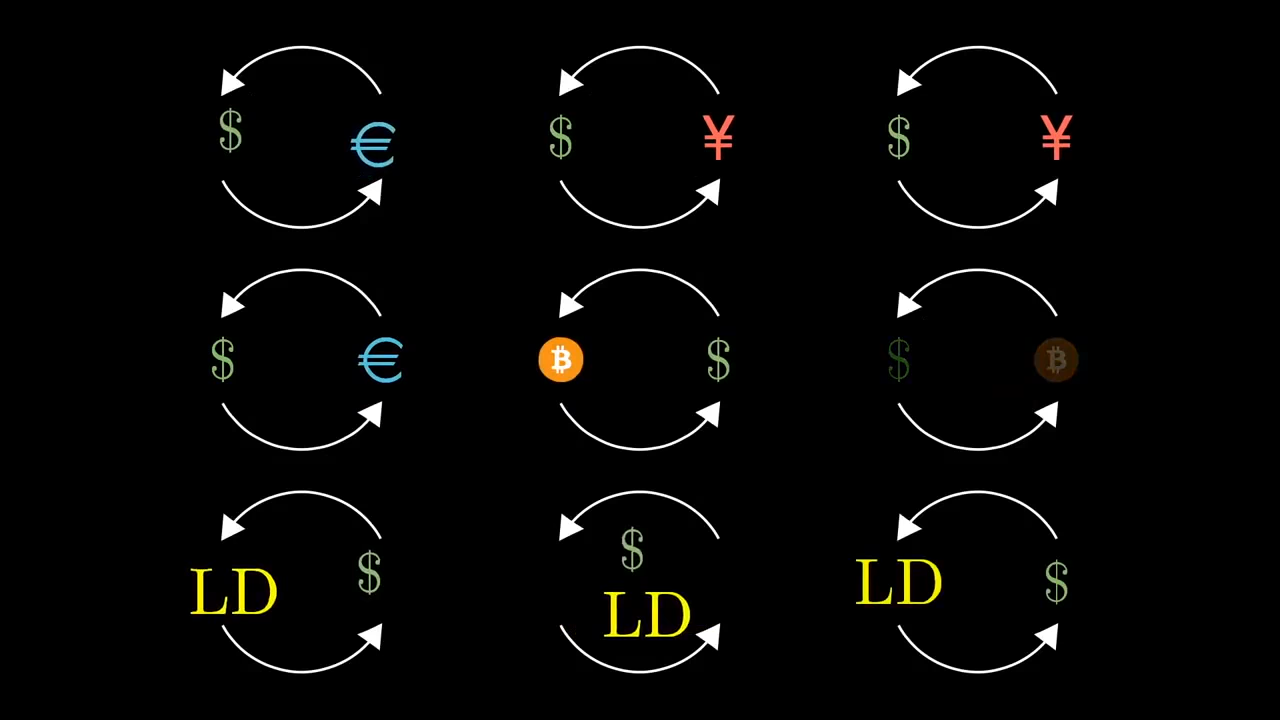 $ € $ ¥ $ ¥
$ € ₿ $ $ ₿
LD $ $ LD $
LD